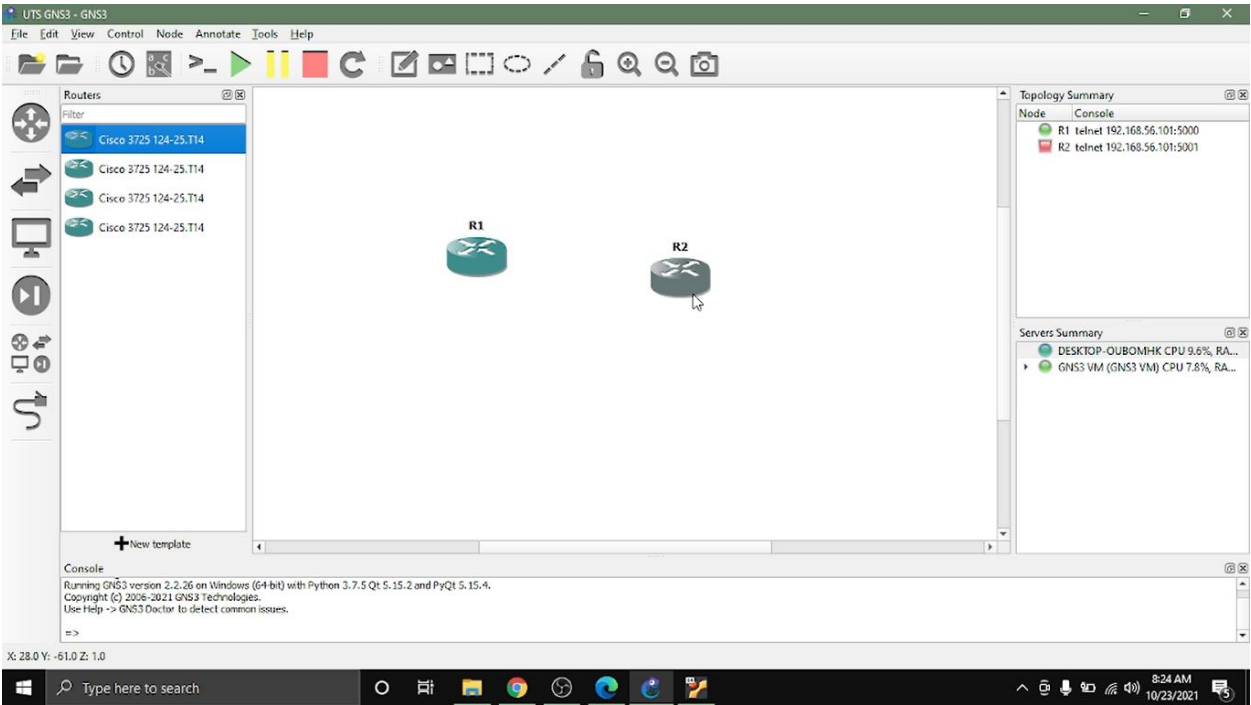 UTS GNS3 - GNS3
File Edit View Control Node Annotate Tools Help
Routers
Filter
Cisco 3725 124-25.T14
Cisco 3725 124-25.T14
Cisco 3725 124-25.T14
Cisco 3725 124-25.T14
New template
R1
R2
Topology Summary
Node Console
R1 telnet 192.168.56.101:5000
R2 telnet 192.168.56.101:5001
Servers Summary
DESKTOP-OUBOMHK CPU 9.6%, RA...
GNS3 VM (GNS3 VM) CPU 7.8%, RA...
Console
Running GNS3 version 2.2.26 on Windows (64-bit) with Python 3.7.5 Qt 5.15.2 and PyQt 5.15.4.
Copyright (c) 2006-2021 GNS3 Technologies.
Use Help -> GNS3 Doctor to detect common issues.
=>
X: 28.0 Y: -61.0 Z: 1.0
Type here to search
8:24 AM
10/23/2021
5